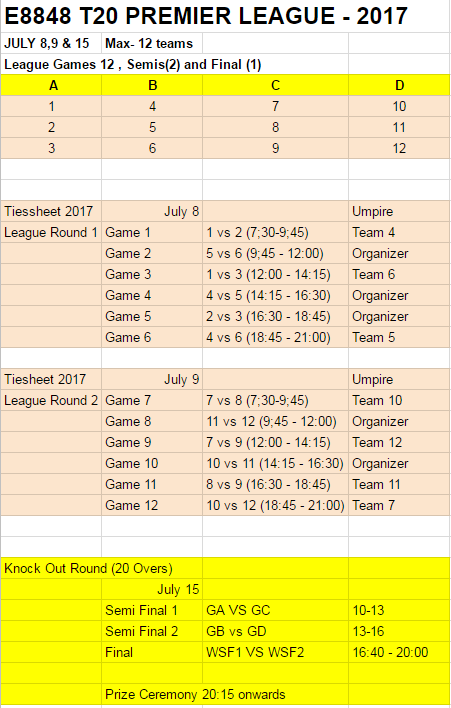 E8848 T20 PREMIER LEAGUE - 2017
JULY 8,9 & 15 Max- 12 teams
League Games 12 , Semis(2) and Final (1)
A B C D
1 4 7 10
2 5 8 11
3 6 9 12
Tiessheet 2017 July 8 Umpire
League Round 1 Game 1 1 vs 2 (7;30-9;45) Team 4
Game 2 5 vs 6 (9;45 - 12:00) Organizer
Game 3 1 vs 3 (12:00 - 14:15) Team 6
Game 4 4 vs 5 (14:15 - 16:30) Organizer
Game 5 2 vs 3 (16:30 - 18:45) Organizer
Game 6 4 vs 6 (18:45 - 21:00) Team 5
Tiesheet 2017 July 9 Umpire
League Round 2 Game 7 7 vs 8 (7;30-9;45) Team 10
Game 8 11 vs 12 (9;45 - 12:00) Organizer
Game 9 7 vs 9 (12:00 - 14:15) Team 12
Game 10 10 vs 11 (14:15 - 16:30) Organizer
Game 11 8 vs 9 (16:30 - 18:45) Team 11
Game 12 10 vs 12 (18:45 - 21:00) Team 7
Knock Out Round (20 Overs)
July 15
Semi Final 1 GA VS GC 10-13
Semi Final 2 GB vs GD 13-16
Final WSF1 VS WSF2 16:40 - 20:00
Prize Ceremony 20:15 onwards